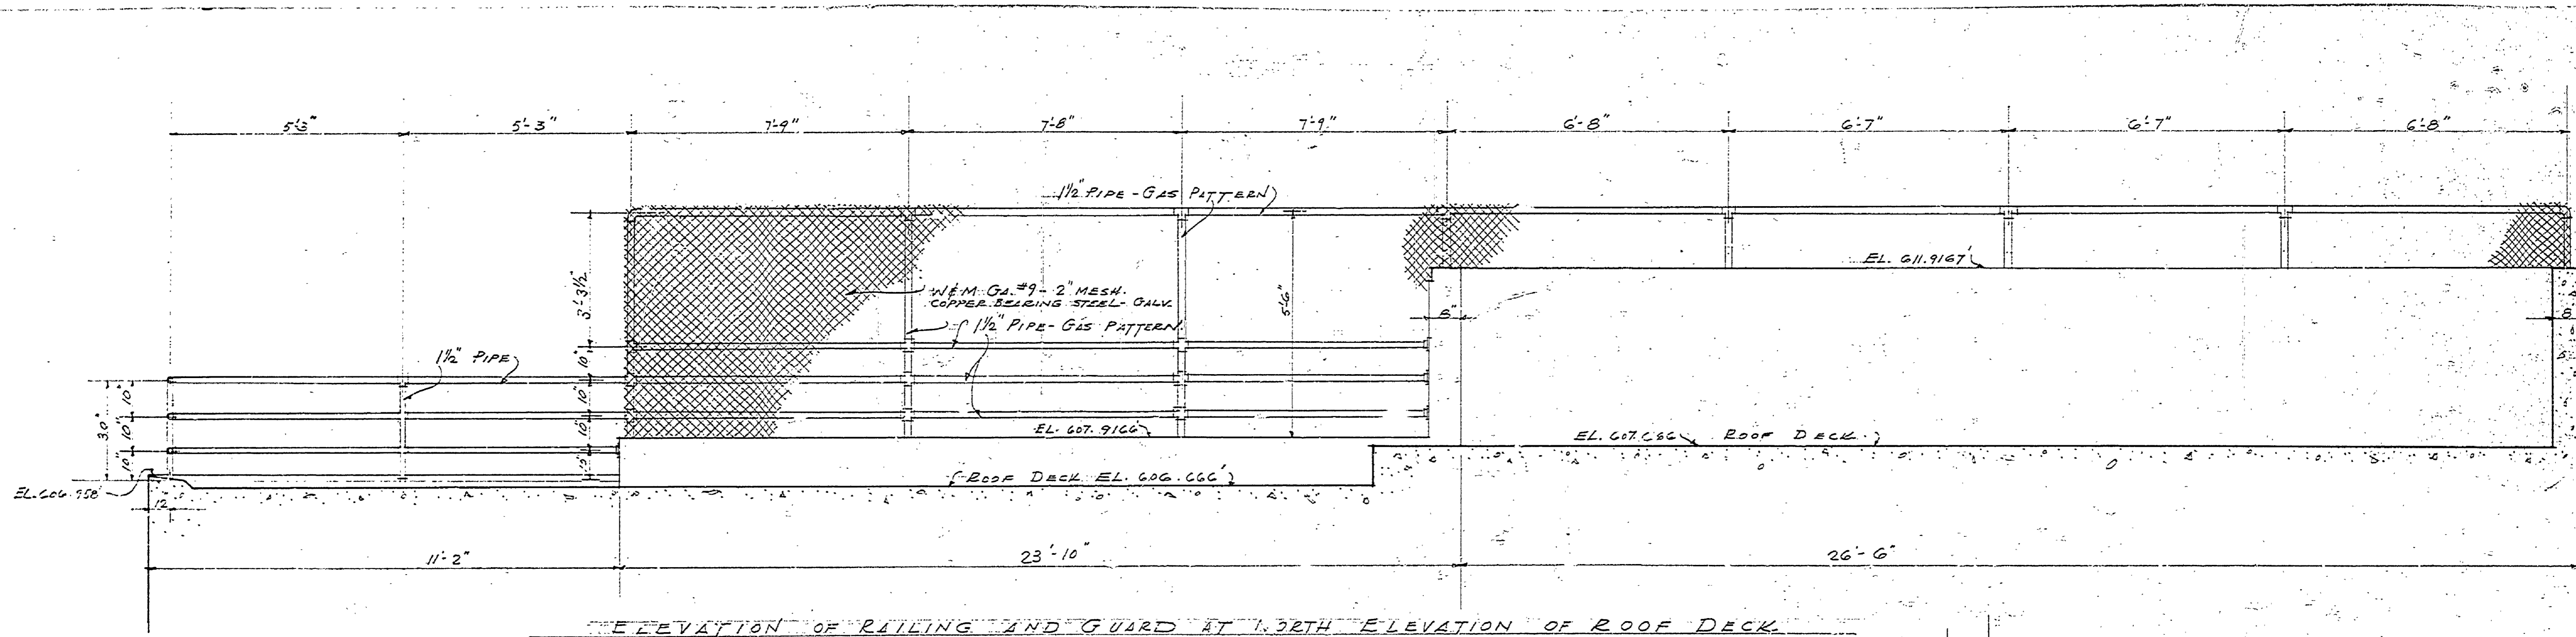 5'-3" 5'-3" 7'-9" 7'-8" 7'-9" 6'-8" 6'-7" 6'-7" 6'-8"
1½" PIPE - GAS PATTERN
3'-3½"
EL. 611.9167'
W&M GA. #9 - 2" MESH.
COPPER BEARING STEEL - GALV.
5'-6"
8"
8"
1½" PIPE - GAS PATTERN
1½" PIPE
10"
10"
10"
10"
10"
10"
10"
3'0"
EL. 607.9166'
EL. 607.666 ROOF DECK
ROOF DECK EL. 606.666'
EL. 606.958'
12
11'-2" 23'-10" 26'-6"
ELEVATION OF RAILING AND GUARD AT NORTH ELEVATION OF ROOF DECK